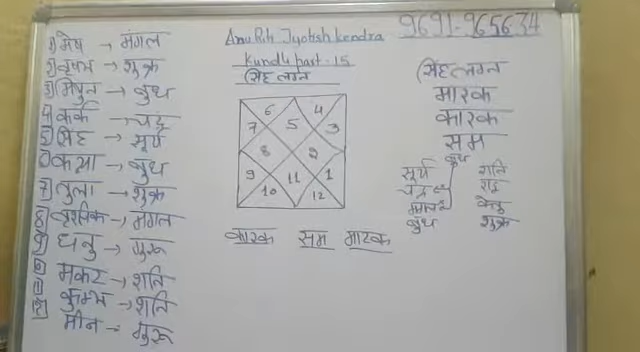 1) मेष → मंगल
2) वृषभ → शुक्र
3) मिथुन → बुध
4) कर्क → चंद्र
5) सिंह → सूर्य
6) कन्या → बुध
7) तुला → शुक्र
8) वृश्चिक → मंगल
9) धनु → गुरू
10) मकर → शनि
11) कुम्भ → शनि
12) मीन → गुरू
Anu Rih Jyotish Kendra
Kundli part-15
सिंह लग्न
6 4
7 5 3
8 2
9 11 1
10 12
कारक सम मारक
9691-965634
सिंह लग्न
मारक
कारक
सम
बुध
सूर्य शनि
चंद्र राहु
मंगल केतु
बुध शुक्र